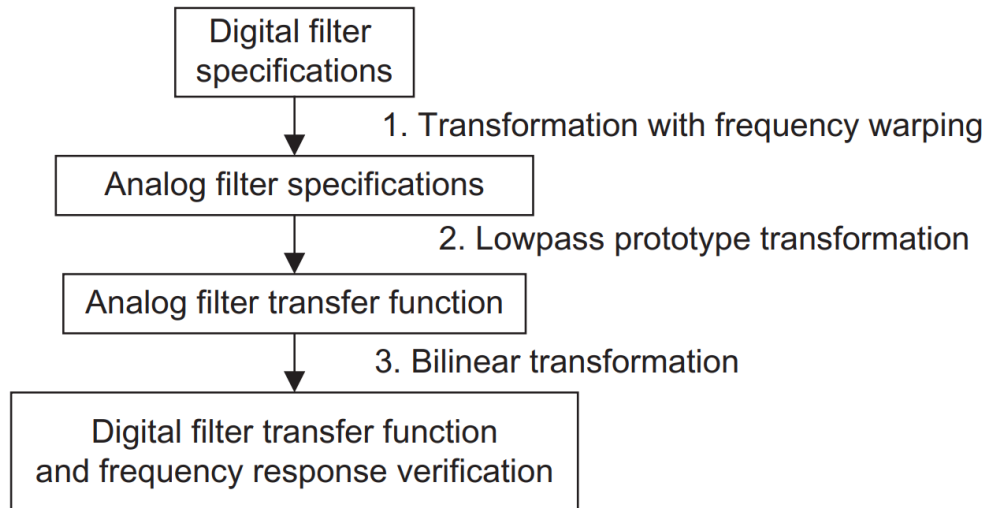 Digital filter
specifications
1. Transformation with frequency warping
Analog filter specifications
2. Lowpass prototype transformation
Analog filter transfer function
3. Bilinear transformation
Digital filter transfer function
and frequency response verification